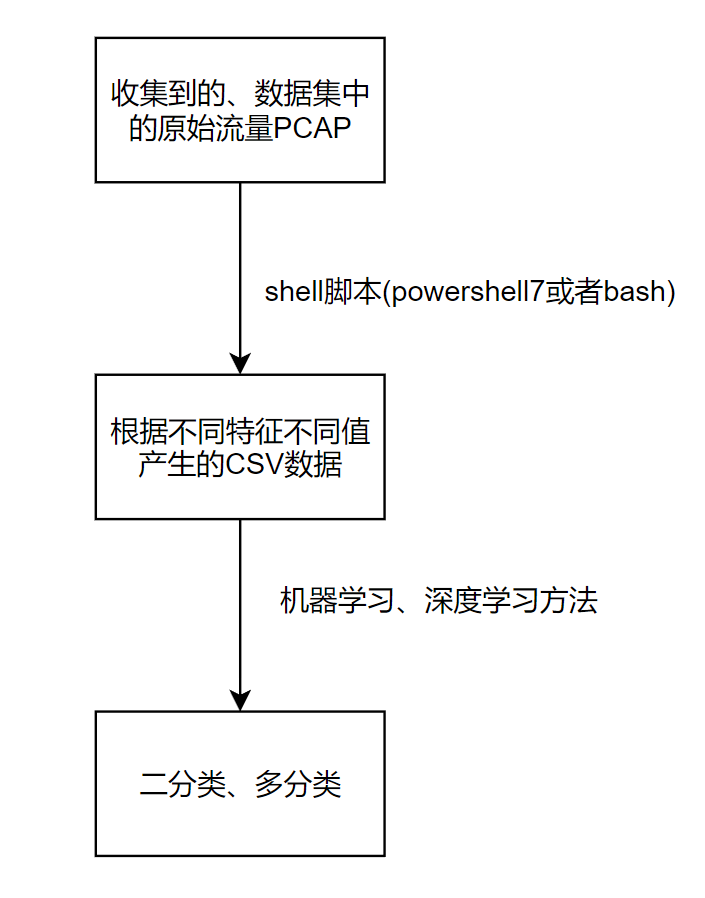 收集到的、数据集中
的原始流量PCAP
shell脚本(powershell7或者bash)
根据不同特征不同值
产生的CSV数据
机器学习、深度学习方法
二分类、多分类